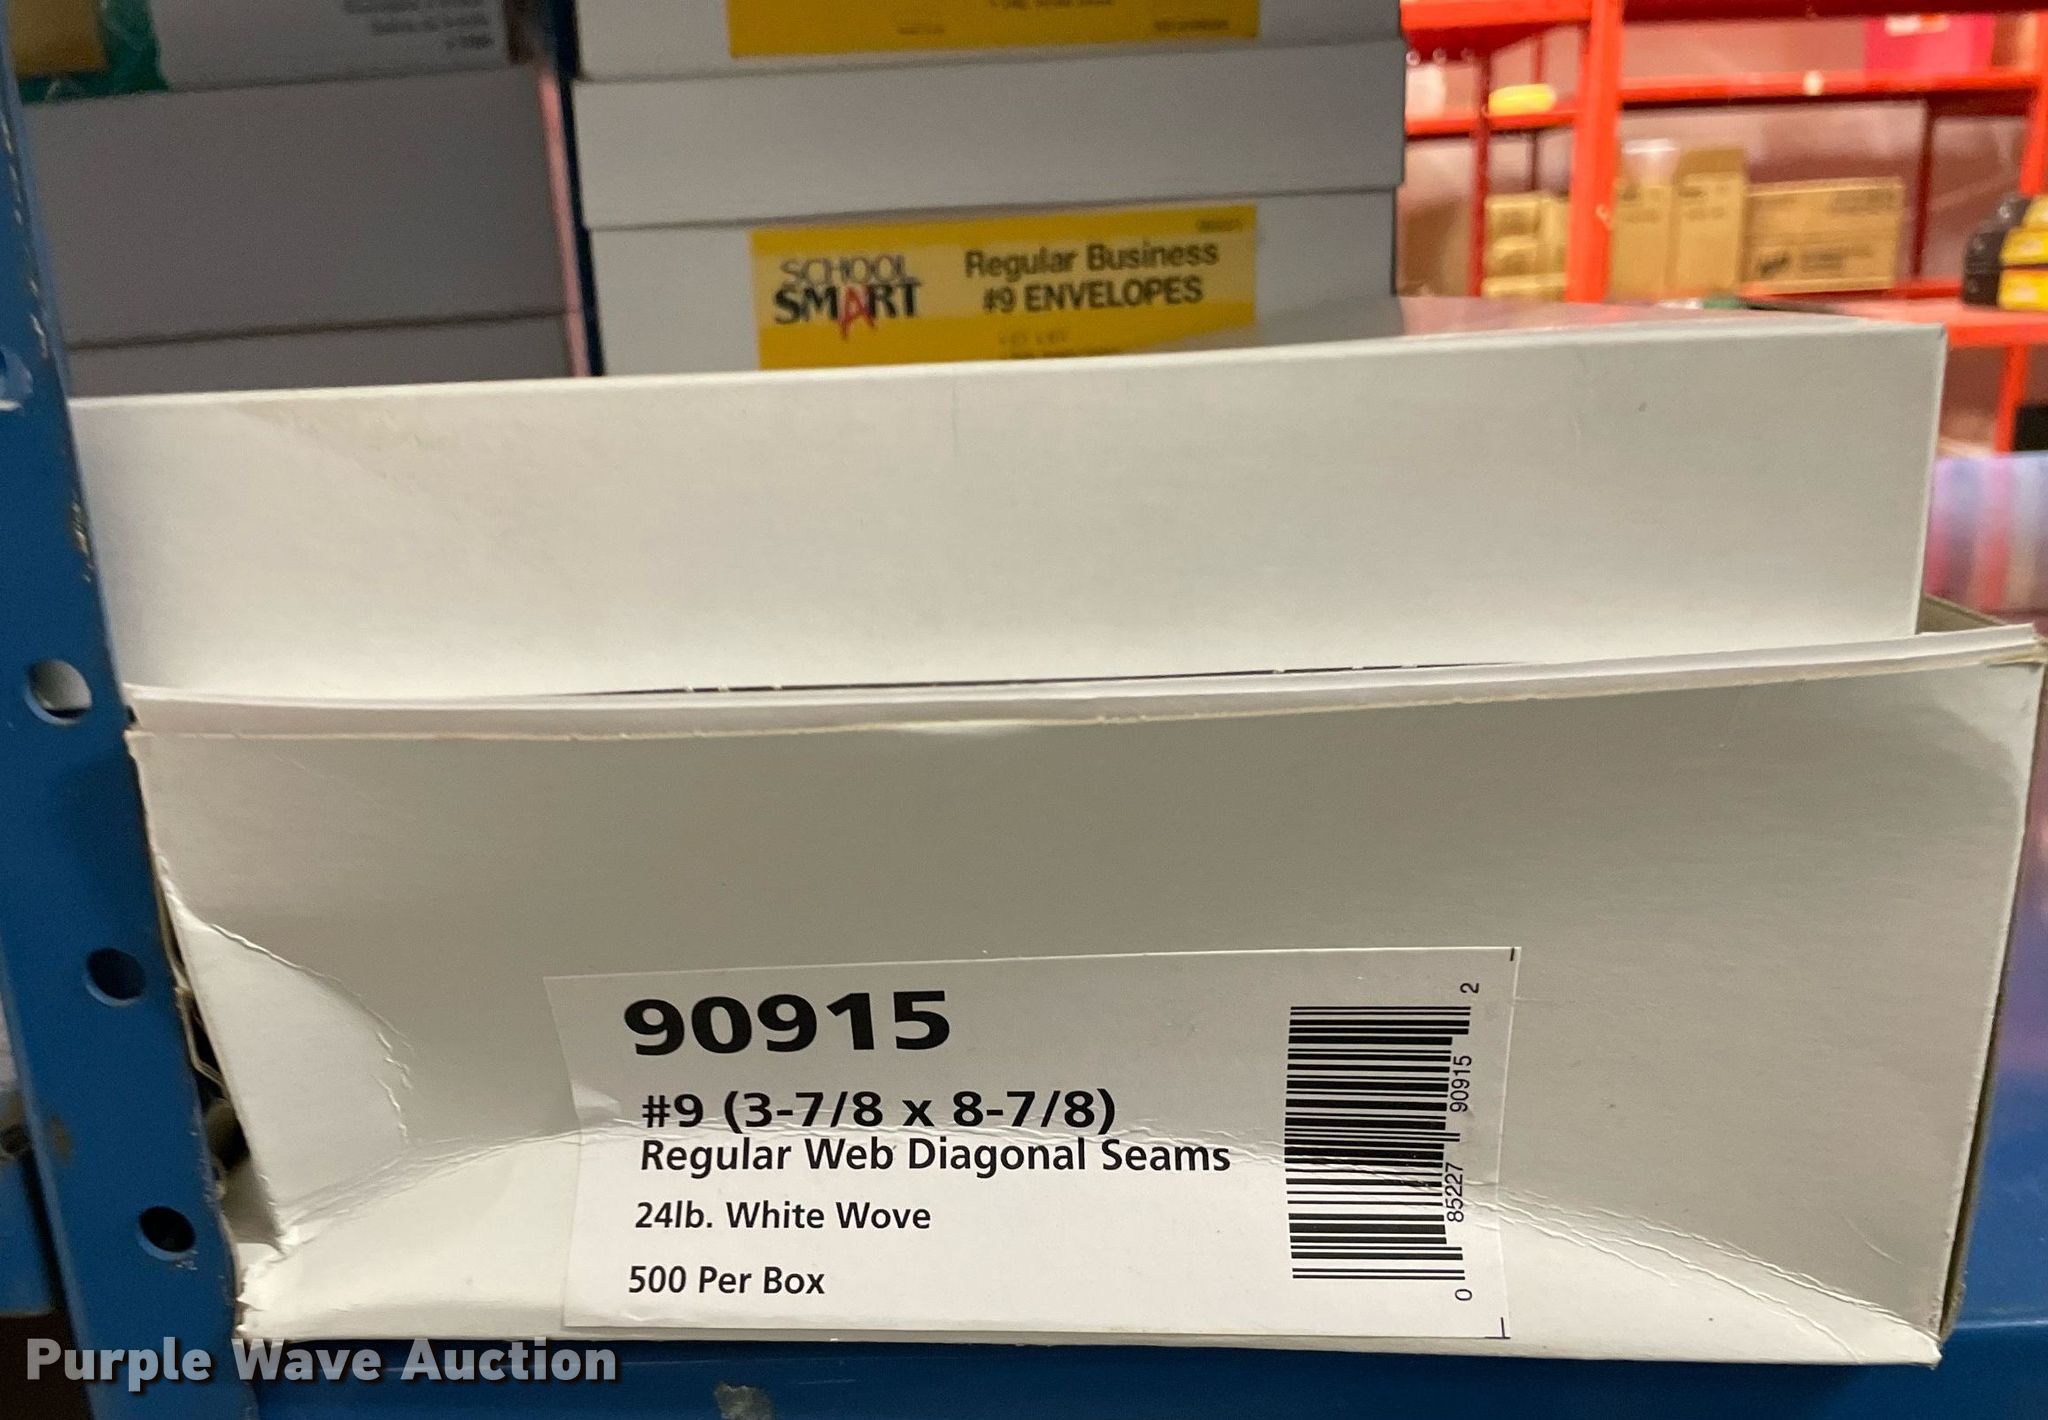 SCHOOL
SMART
Regular Business
#9 ENVELOPES
90915
#9 (3-7/8 x 8-7/8)
Regular Web Diagonal Seams
24lb. White Wove
500 Per Box
0 85227 90915 2
Purple Wave Auction